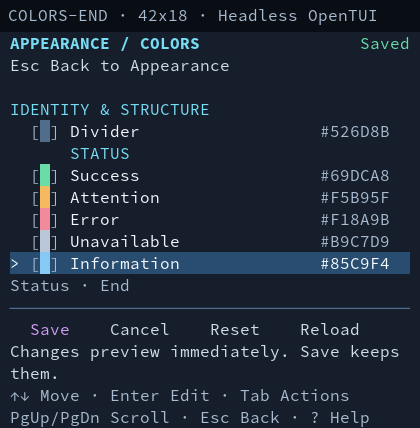 COLORS-END · 42x18 · Headless OpenTUI
APPEARANCE / COLORS Saved
Esc Back to Appearance
IDENTITY & STRUCTURE
[ ] Divider #526D8B
STATUS
[ ] Success #69DCA8
[ ] Attention #F5B95F
[ ] Error #F18A9B
[ ] Unavailable #B9C7D9
> [ ] Information #85C9F4
Status · End
Save Cancel Reset Reload
Changes preview immediately. Save keeps
them.
↑↓ Move · Enter Edit · Tab Actions
PgUp/PgDn Scroll · Esc Back · ? Help